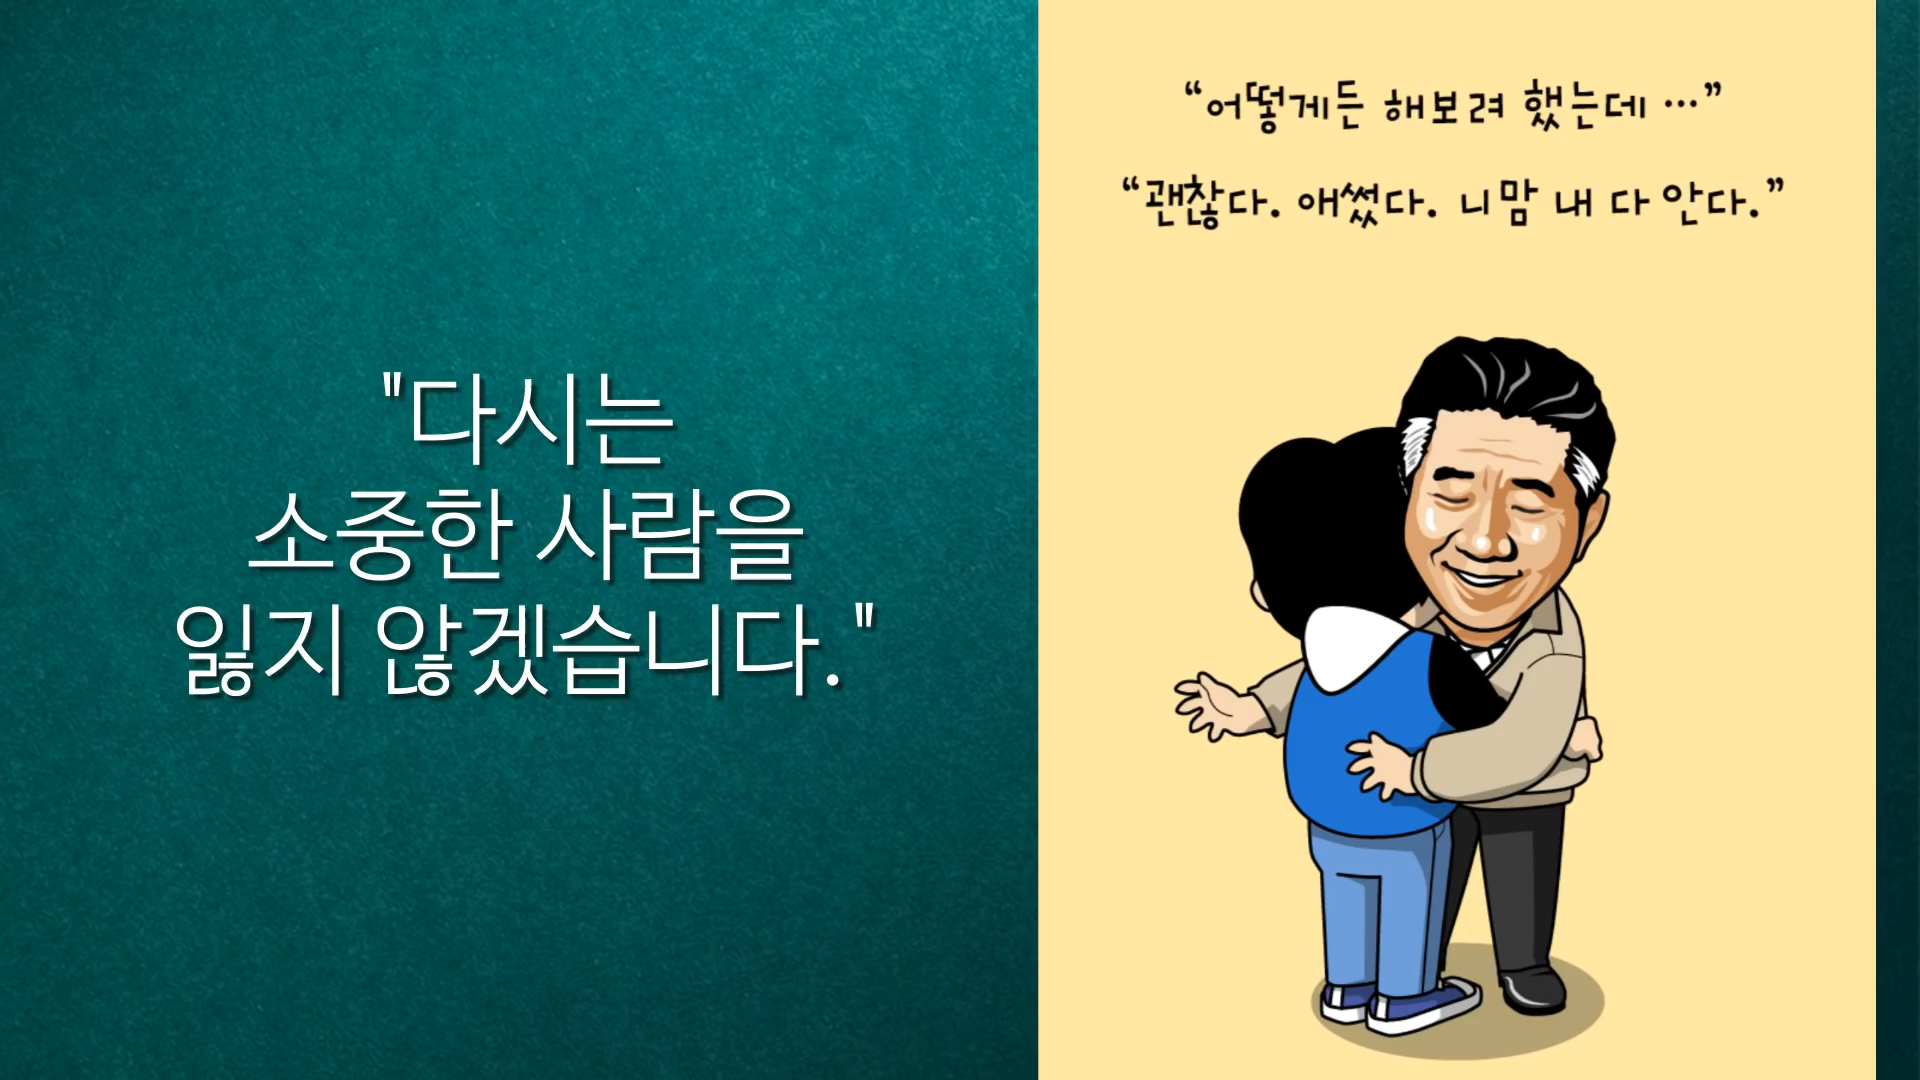 "다시는
소중한 사람을
잃지 않겠습니다."
“어떻게든 해보려 했는데 …”
“괜찮다. 애썼다. 니맘 내 다 안다.”